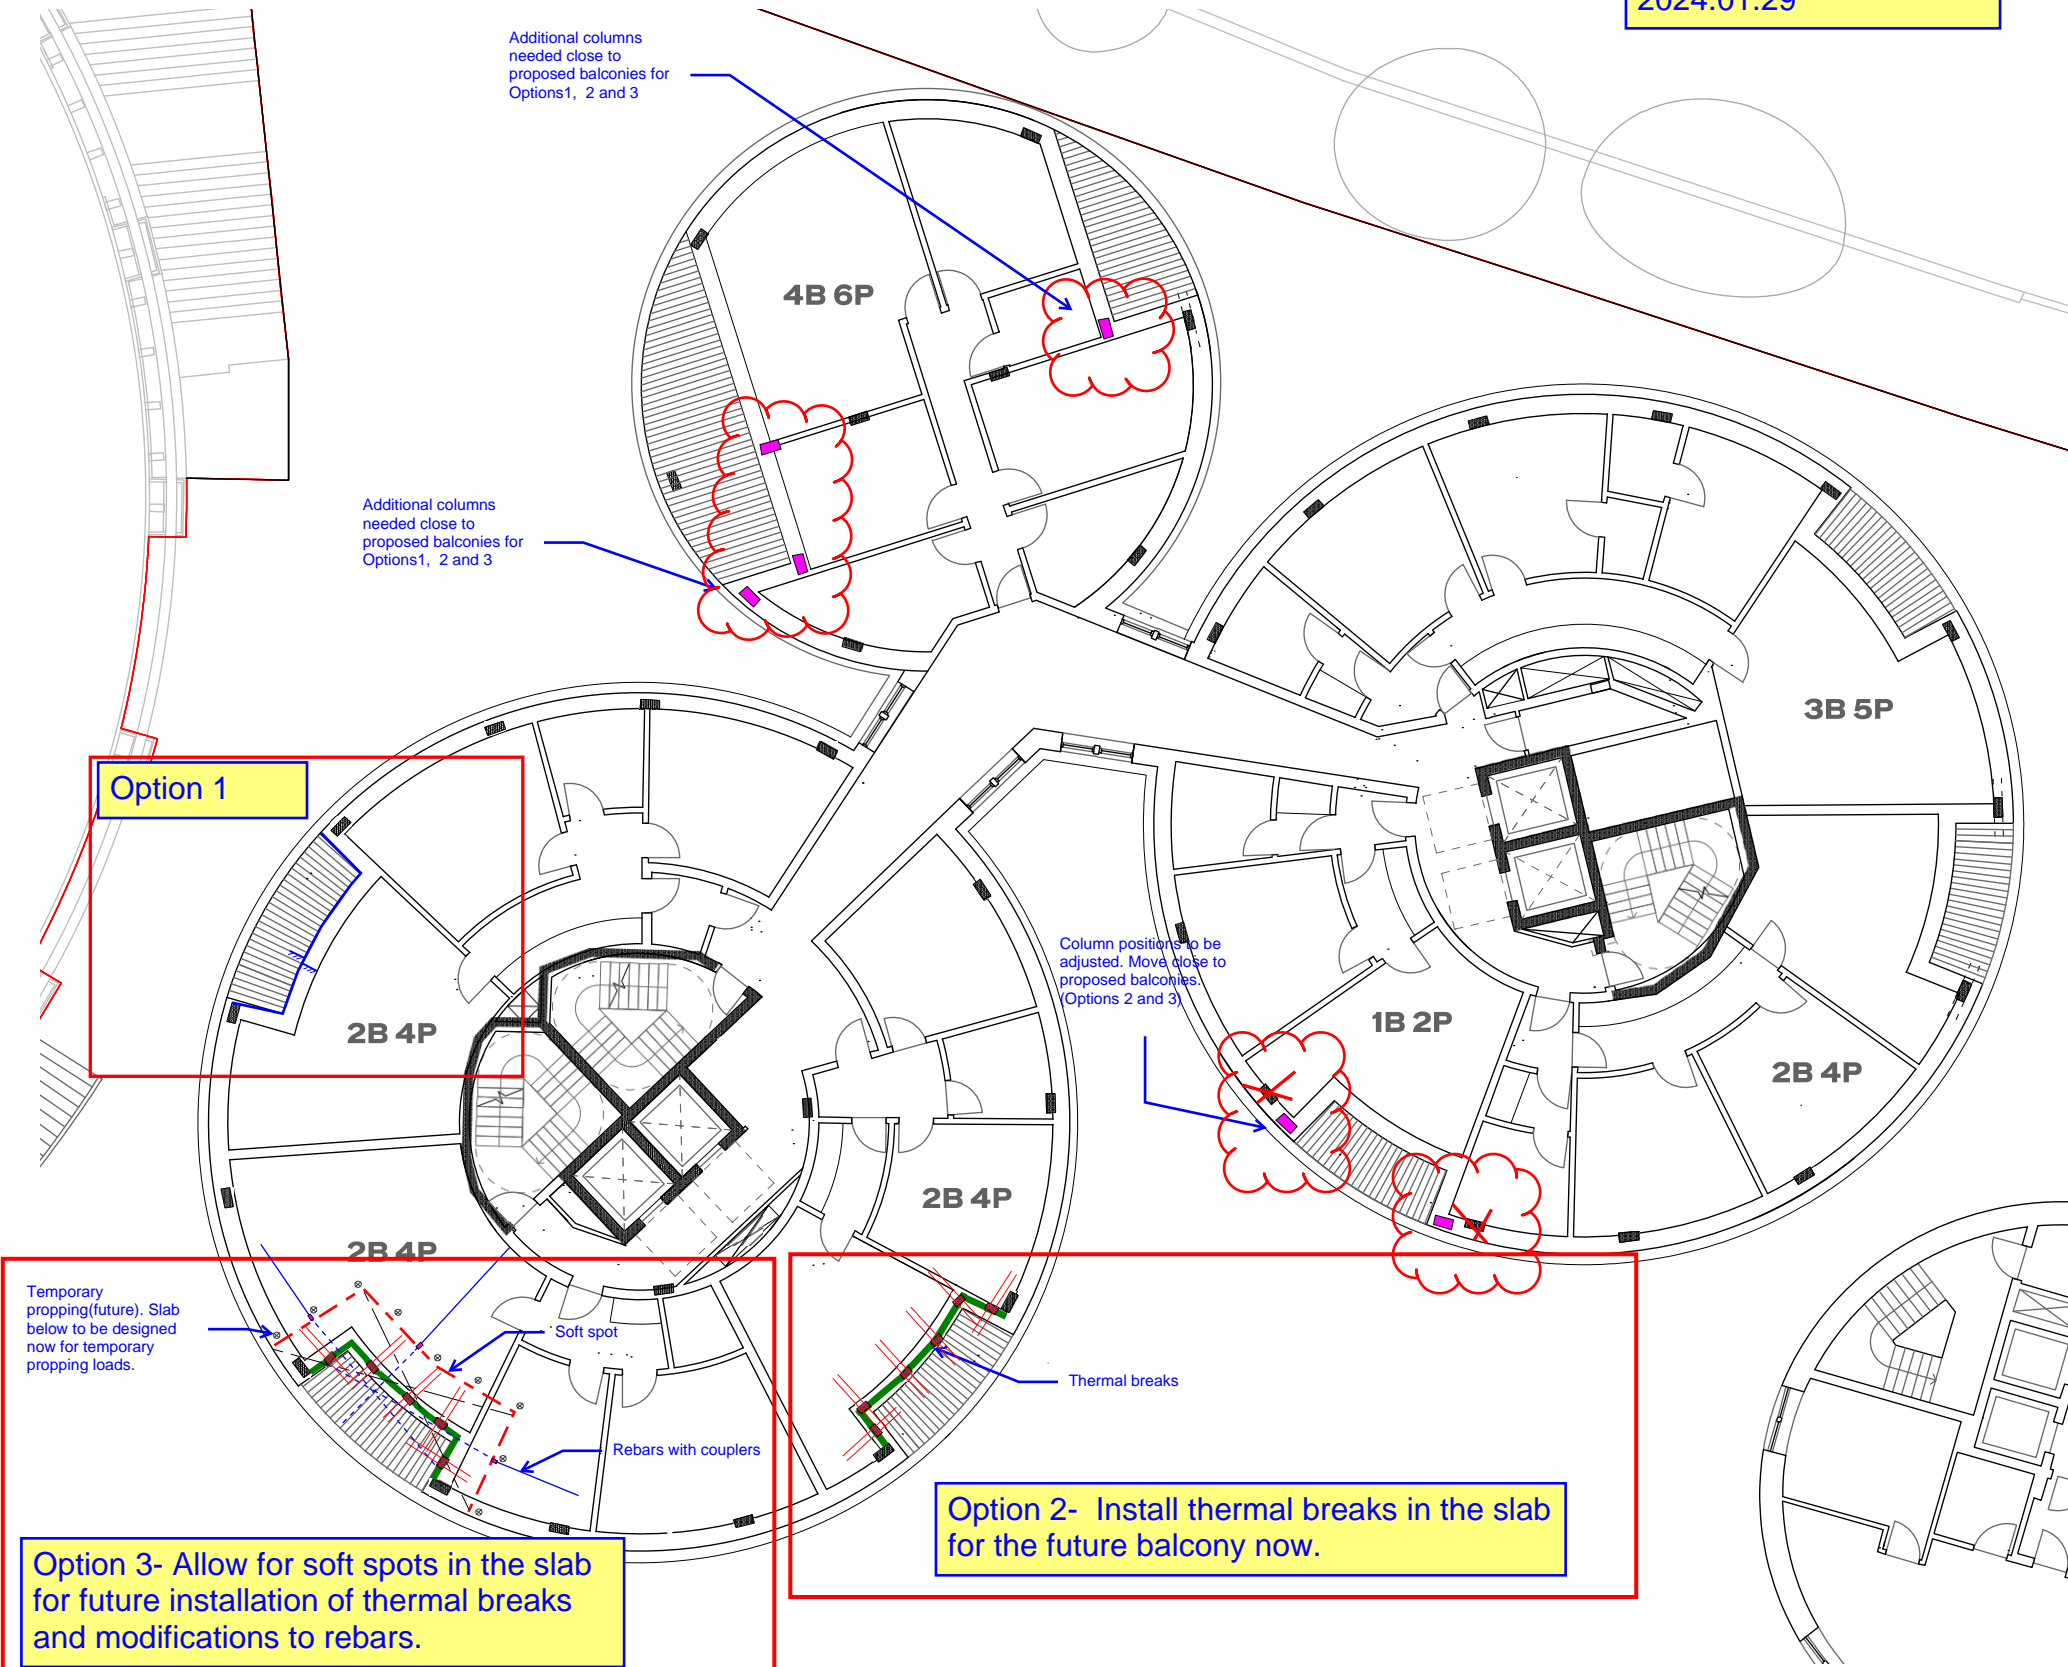 2024.01.29
Additional columns
needed close to
proposed balconies for
Options1, 2 and 3
4B 6P
Additional columns
needed close to
proposed balconies for
Options1, 2 and 3
3B 5P
Option 1
2B 4P
Column positions to be
adjusted. Move close to
proposed balconies.
(Options 2 and 3)
1B 2P
2B 4P
2B 4P
2B 4P
Temporary
propping(future). Slab
below to be designed
now for temporary
propping loads.
Soft spot
Thermal breaks
Rebars with couplers
Option 2- Install thermal breaks in the slab
for the future balcony now.
Option 3- Allow for soft spots in the slab
for future installation of thermal breaks
and modifications to rebars.